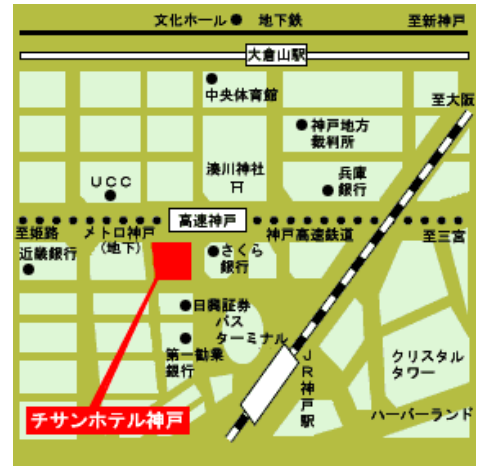 文化ホール● 地下鉄
至新神戸
大倉山駅
中央体育館
至大阪
神戸地方
裁判所
湊川神社
兵庫
銀行
UCC
高速神戸
至姫路
メトロ神戸
(地下)
神戸高速鉄道
至三宮
近畿銀行
さくら
銀行
日興証券
バス
ターミナル
第一勧業
銀行
JR神戸駅
クリスタル
タワー
ハーバーランド
チサンホテル神戸